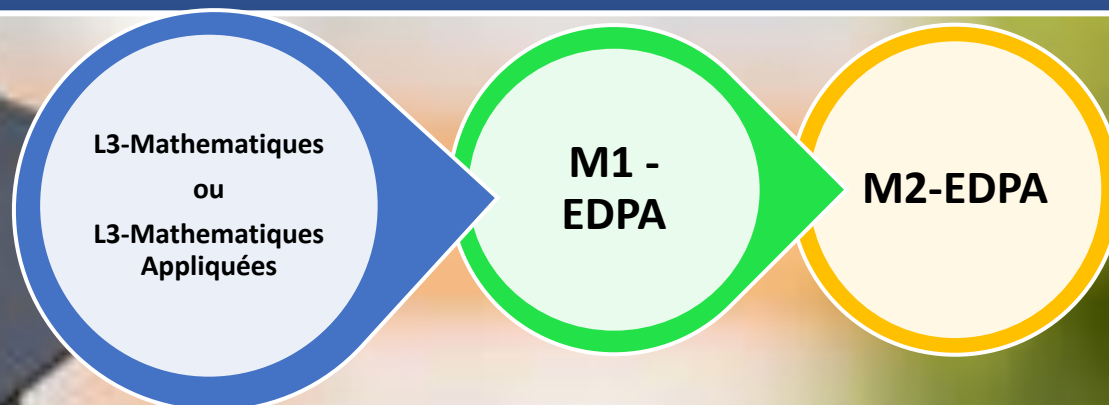 L3-Mathematiques
ou
L3-Mathematiques
Appliquées
M1 -
EDPA
M2-EDPA